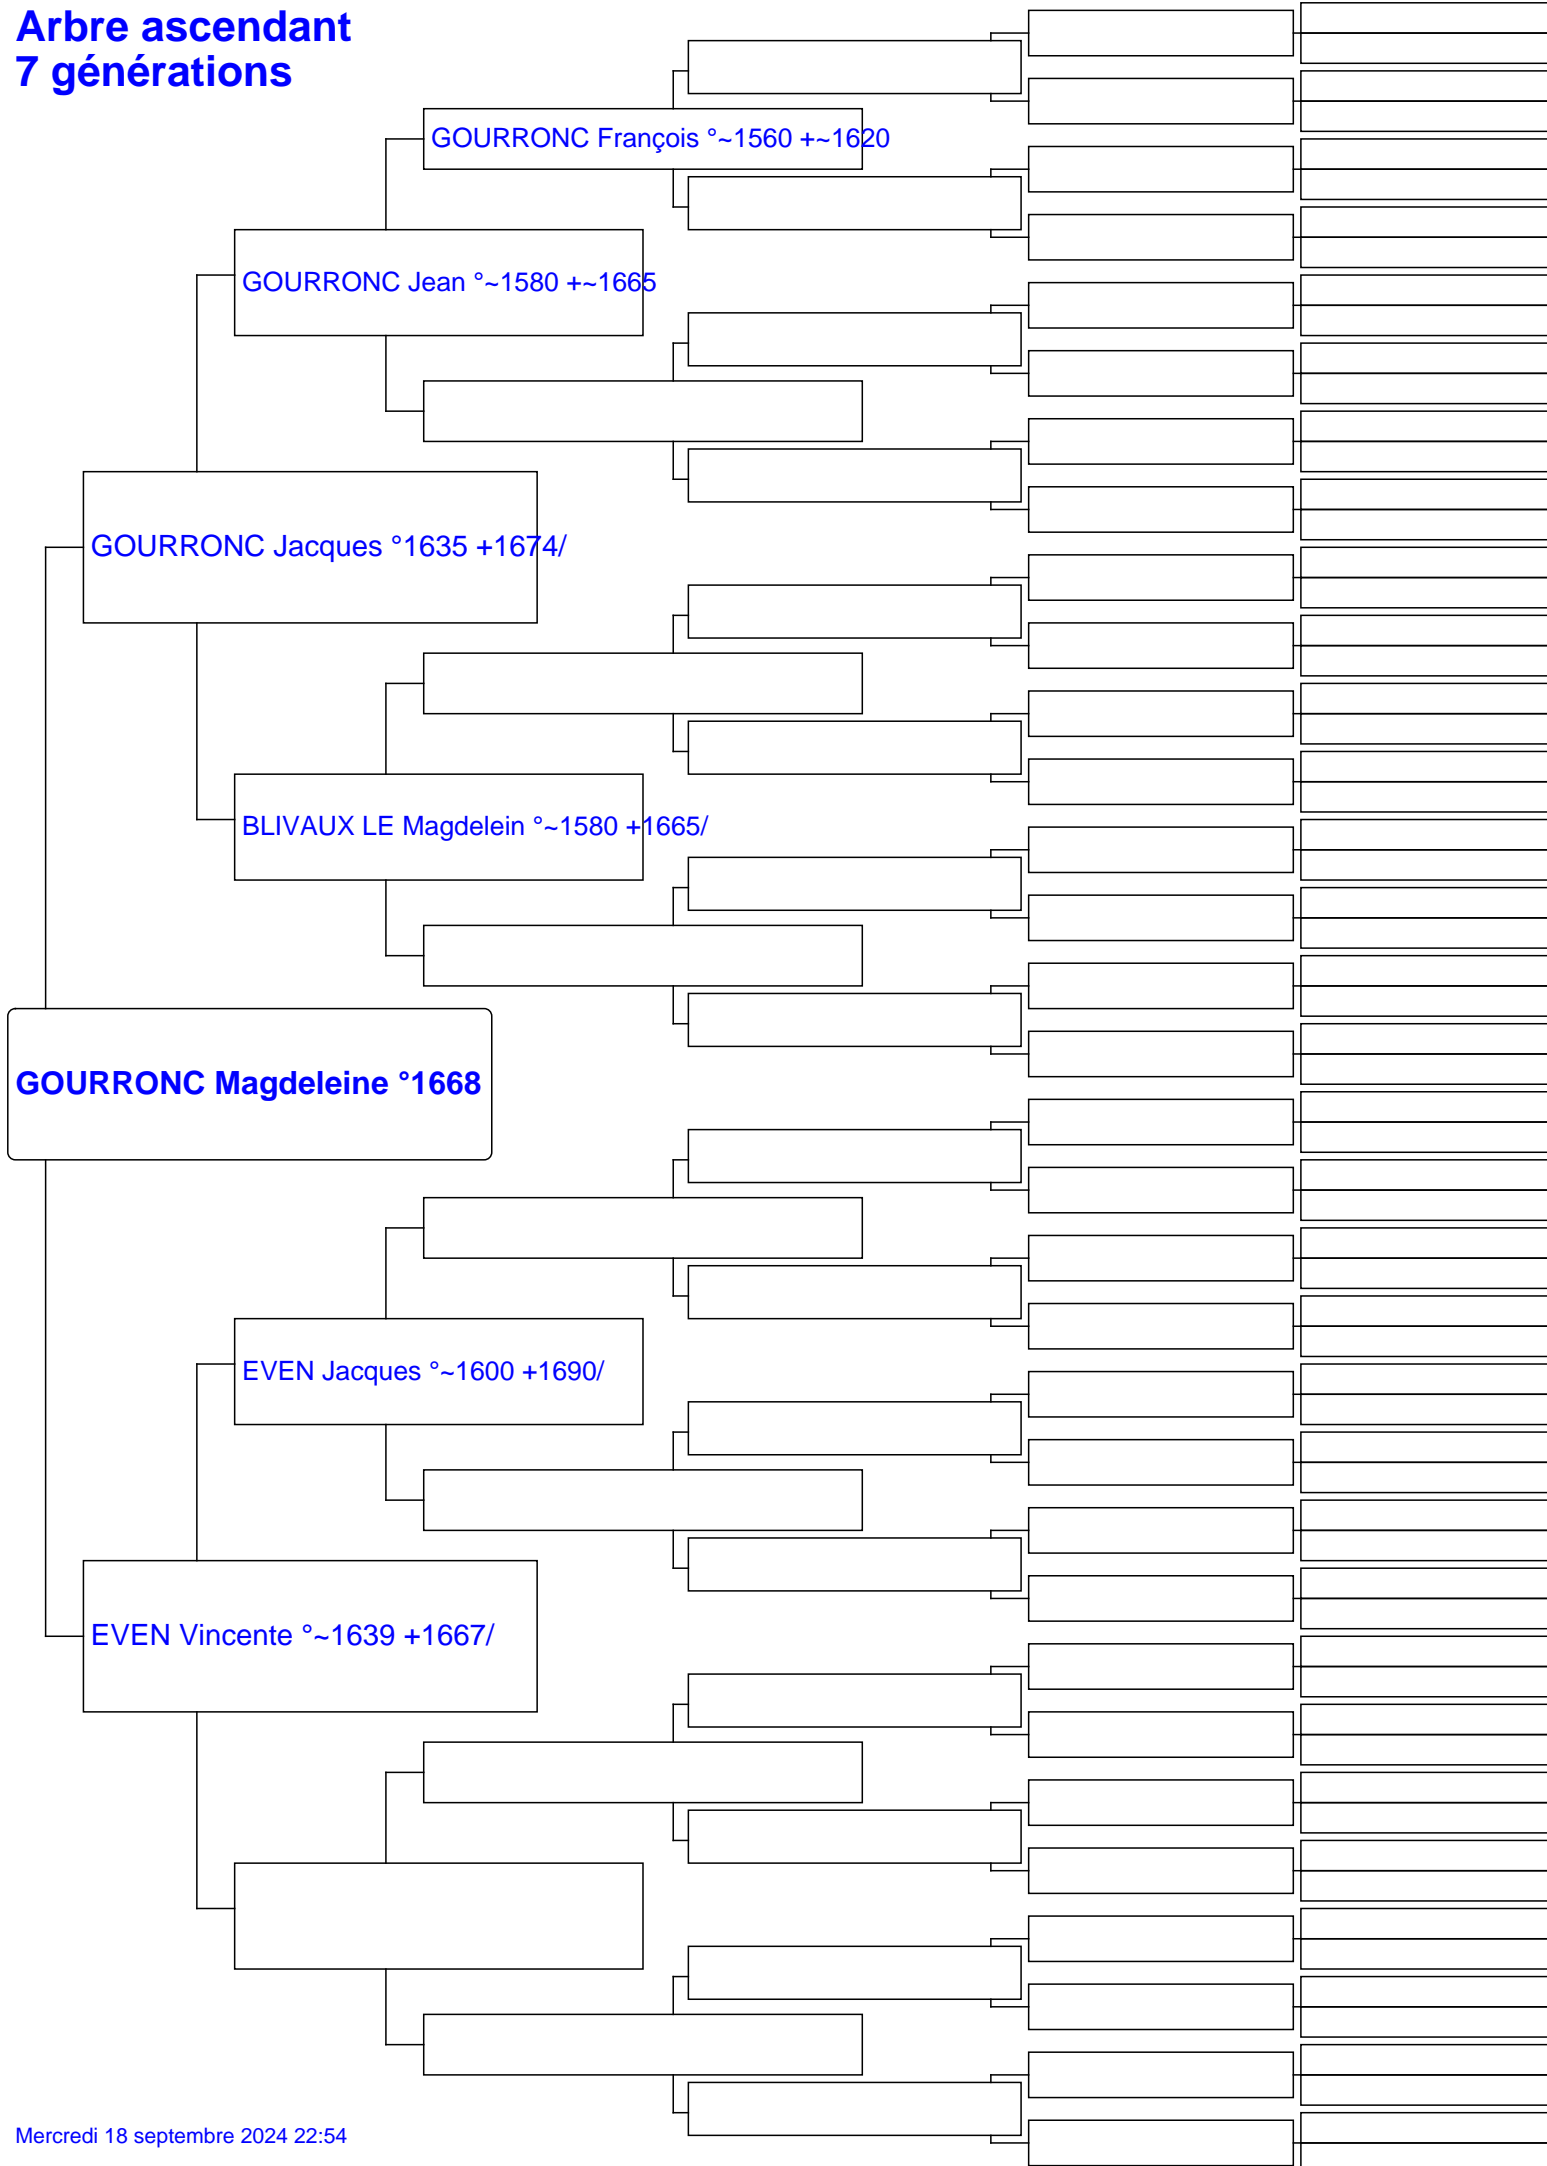 Arbre ascendant
7 générations
GOURRONC François °~1560 +~1620
GOURRONC Jean °~1580 +~1665
GOURRONC Jacques °1635 +1674/
BLIVAUX LE Magdelein °~1580 +1665/
GOURRONC Magdeleine °1668
EVEN Jacques °~1600 +1690/
EVEN Vincente °~1639 +1667/
Mercredi 18 septembre 2024 22:54